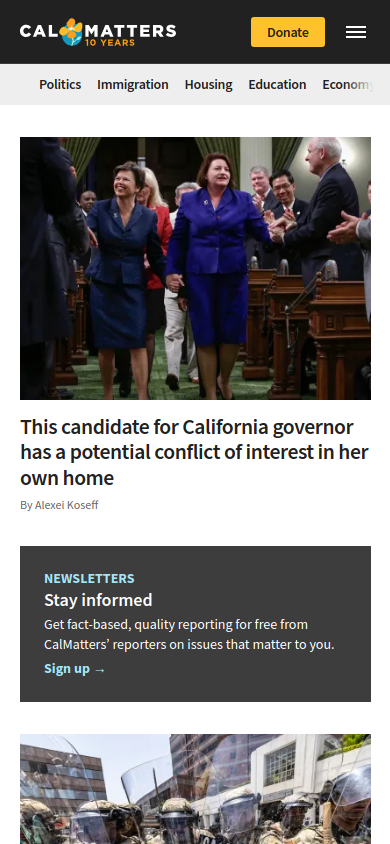 CALMATTERS
10 YEARS
Donate
Politics Immigration Housing Education Economy
This candidate for California governor
has a potential conflict of interest in her
own home
By Alexei Koseff
NEWSLETTERS
Stay informed
Get fact-based, quality reporting for free from
CalMatters’ reporters on issues that matter to you.
Sign up →